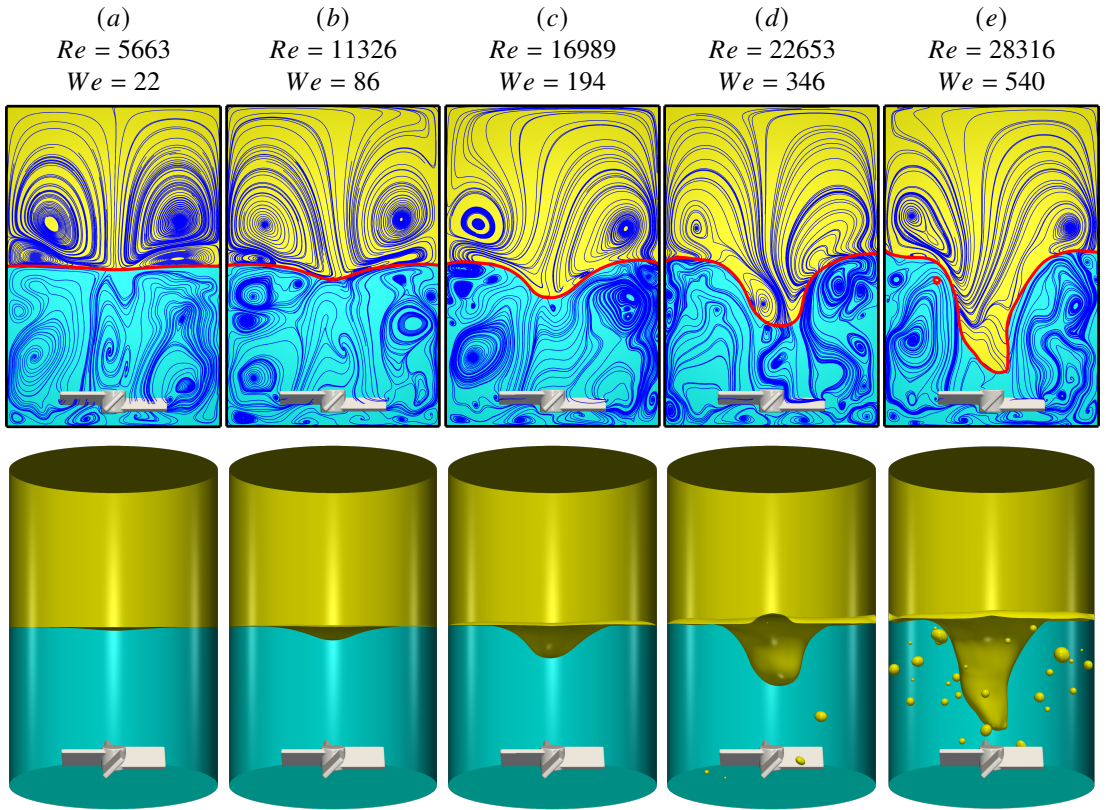 (a) (b) (c) (d) (e)
Re = 5663 Re = 11326 Re = 16989 Re = 22653 Re = 28316
We = 22 We = 86 We = 194 We = 346 We = 540